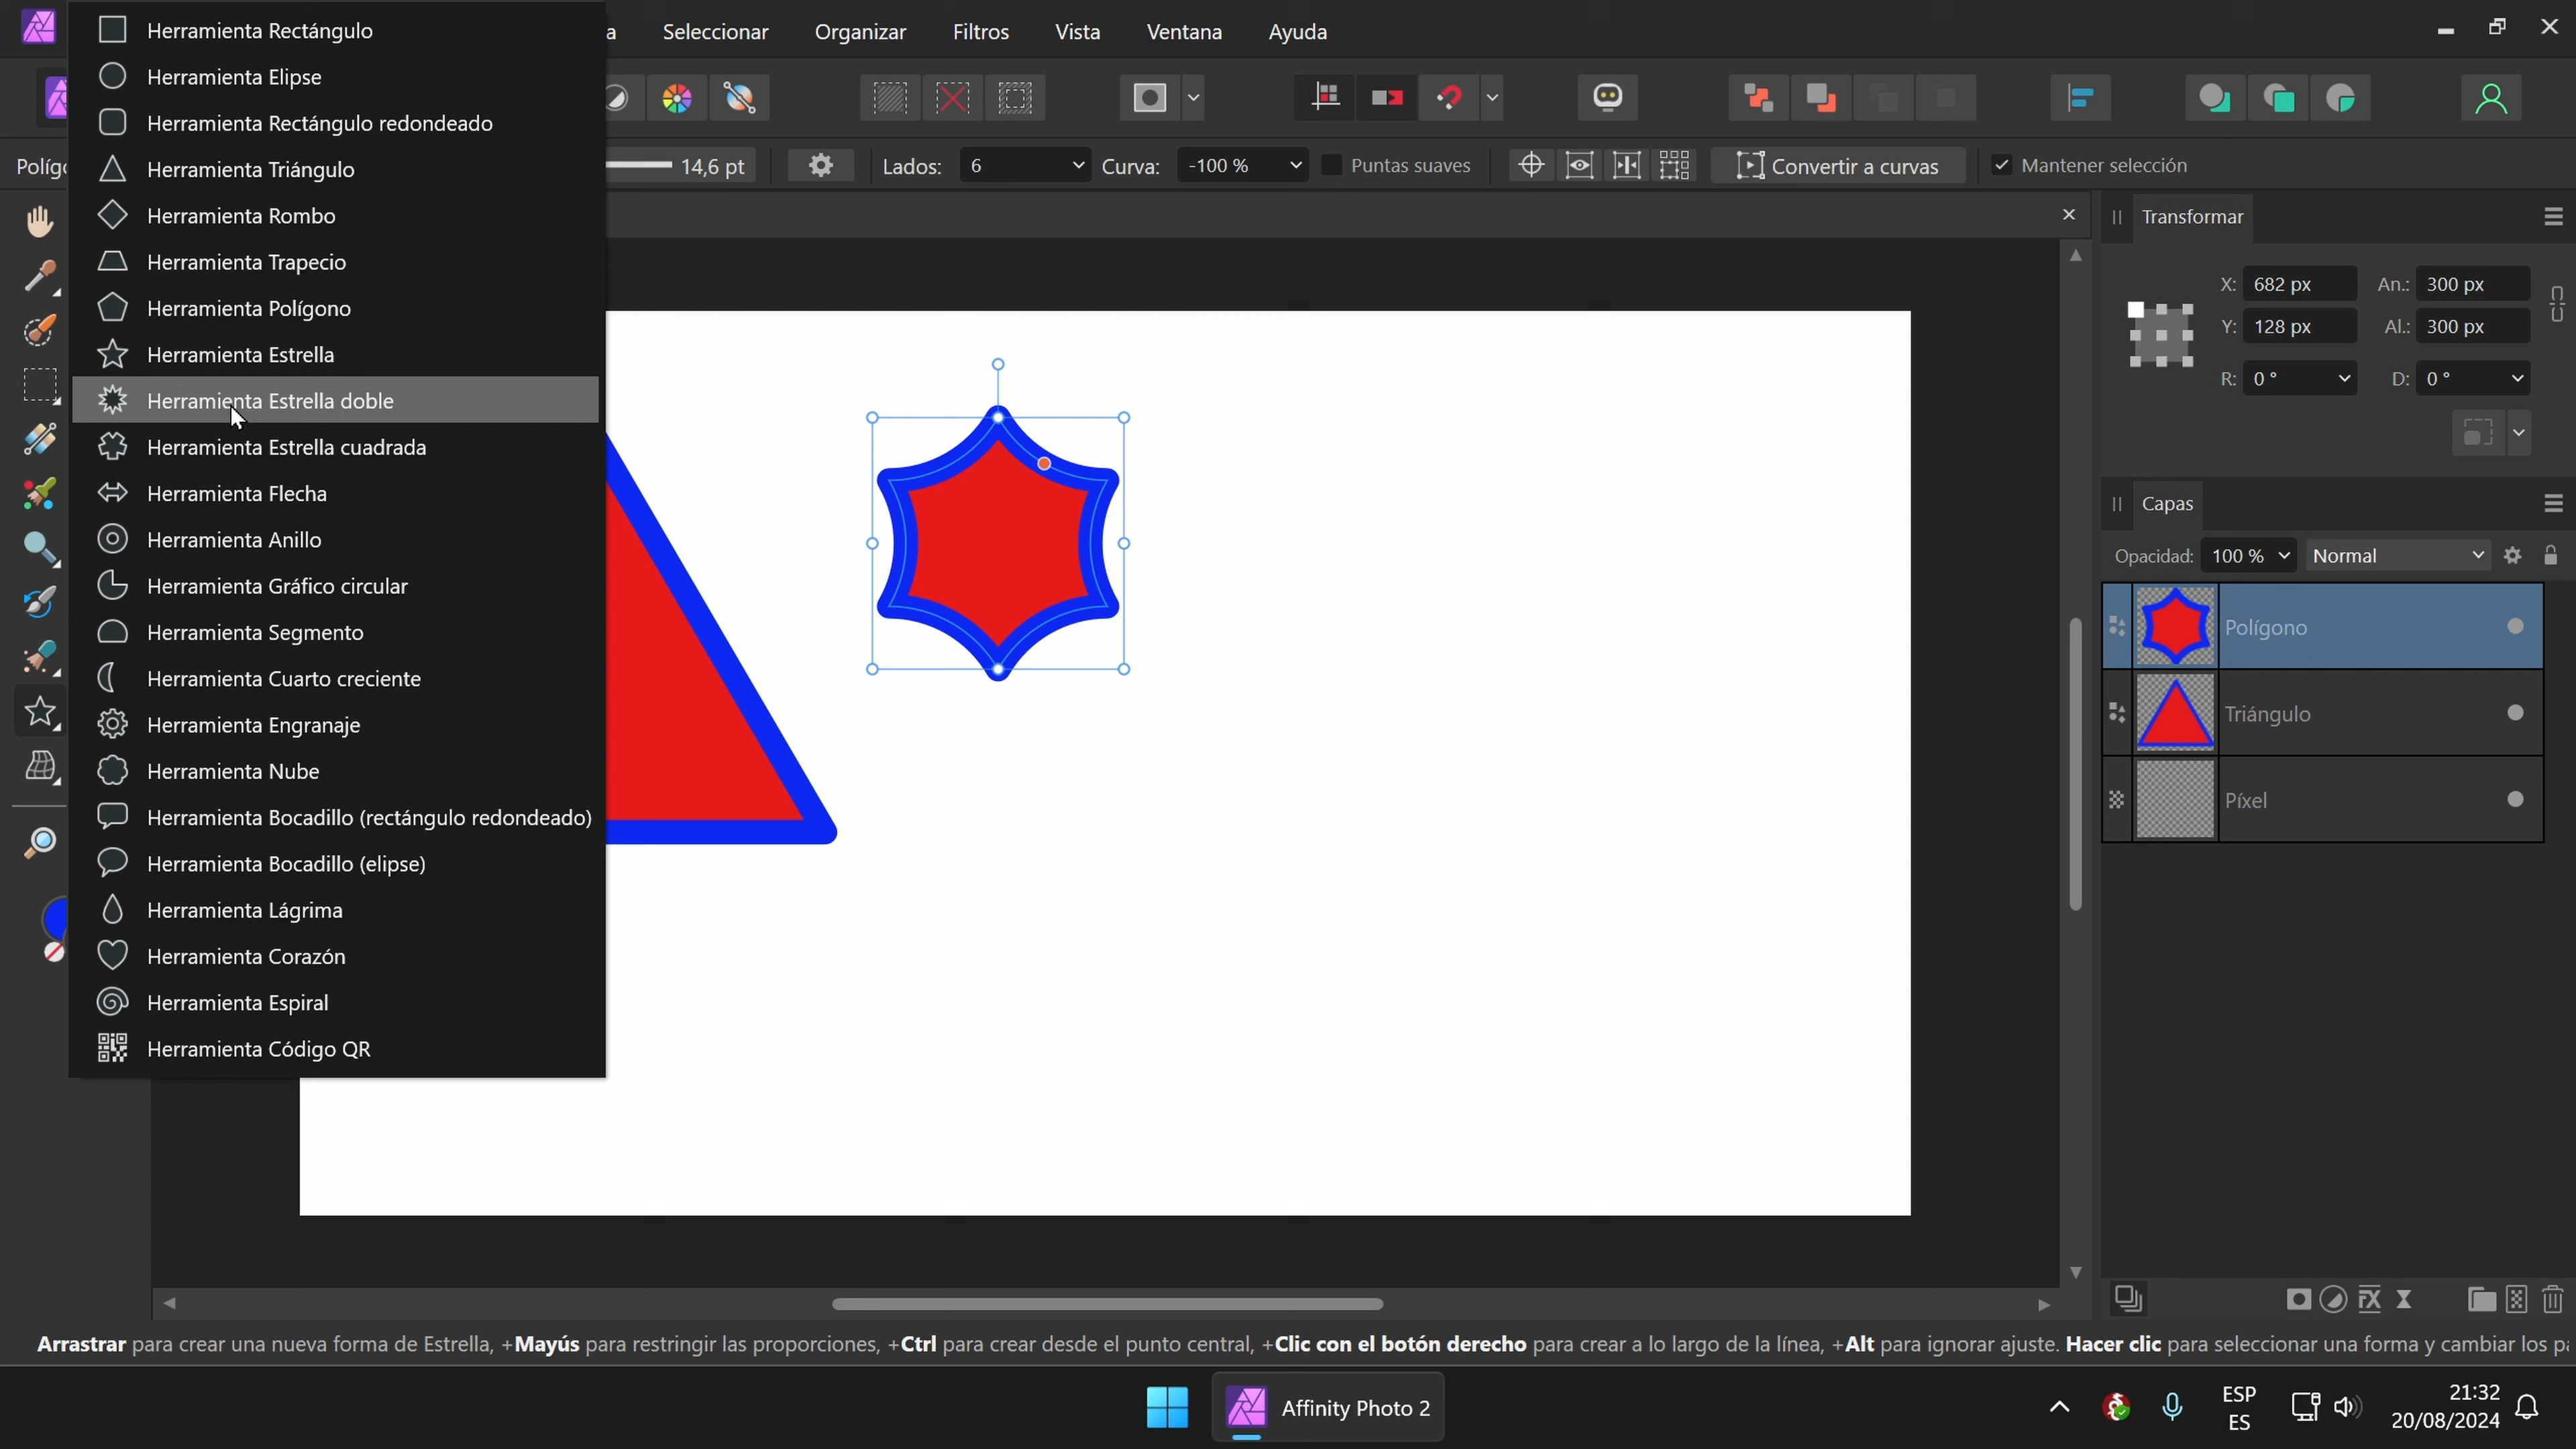 a
Seleccionar
Organizar
Filtros
Vista
Ventana
Ayuda
Herramienta Rectángulo
Herramienta Elipse
Herramienta Rectángulo redondeado
Herramienta Triángulo
Herramienta Rombo
Herramienta Trapecio
Herramienta Polígono
Herramienta Estrella
Herramienta Estrella doble
Herramienta Estrella cuadrada
Herramienta Flecha
Herramienta Anillo
Herramienta Gráfico circular
Herramienta Segmento
Herramienta Cuarto creciente
Herramienta Engranaje
Herramienta Nube
Herramienta Bocadillo (rectángulo redondeado)
Herramienta Bocadillo (elipse)
Herramienta Lágrima
Herramienta Corazón
Herramienta Espiral
Herramienta Código QR
Políg
14,6 pt
Lados: 6
Curva: -100 %
Puntas suaves
Convertir a curvas
Mantener selección
Transformar
X: 682 px An.: 300 px
Y: 128 px Al.: 300 px
R: 0 ° D: 0 °
Capas
Opacidad: 100 % Normal
Polígono
Triángulo
Píxel
Arrastrar para crear una nueva forma de Estrella, +Mayús para restringir las proporciones, +Ctrl para crear desde el punto central, +Clic con el botón derecho para crear a lo largo de la línea, +Alt para ignorar ajuste. Hacer clic para seleccionar una forma y cambiar los
Affinity Photo 2
ESP
ES
21:32
20/08/2024